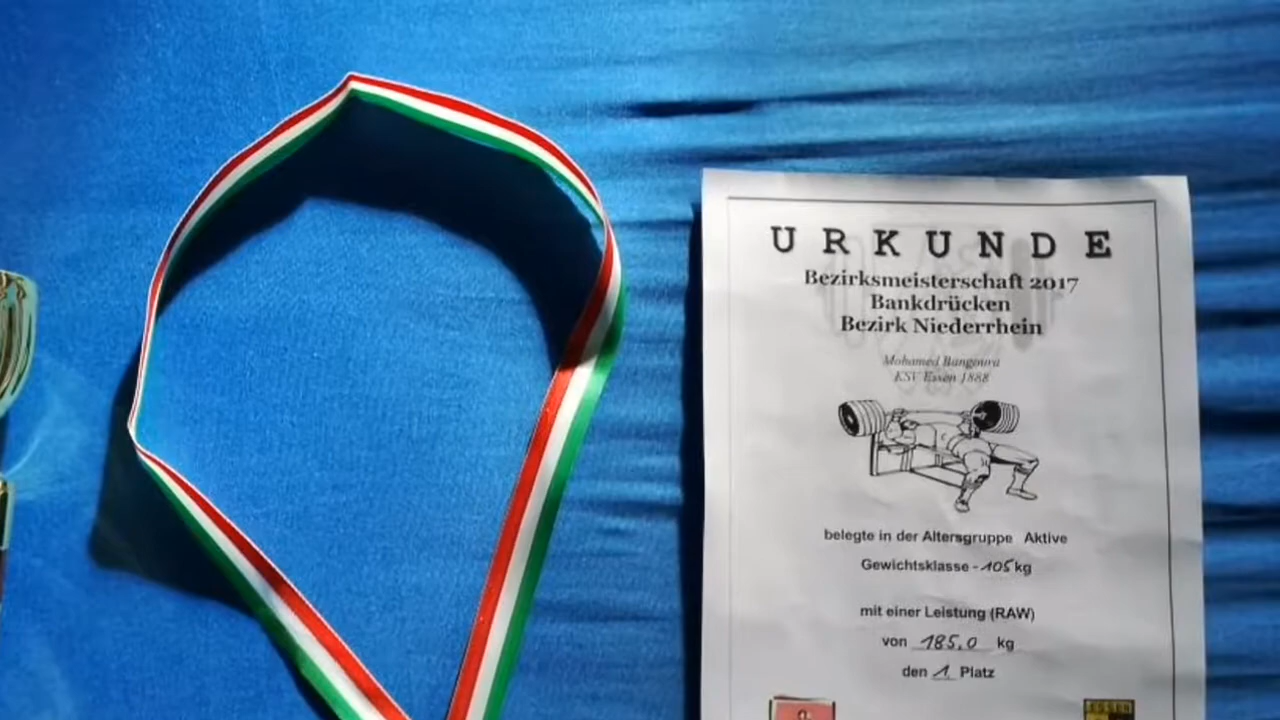 URKUNDE
Bezirksmeisterschaft 2017
Bankdrücken
Bezirk Niederrhein
Mohamed Bangoura
KSV Essen 1888
belegte in der Altersgruppe Aktive
Gewichtsklasse - 105 kg
mit einer Leistung (RAW)
von 185,0 kg
den 1. Platz
ESSEN